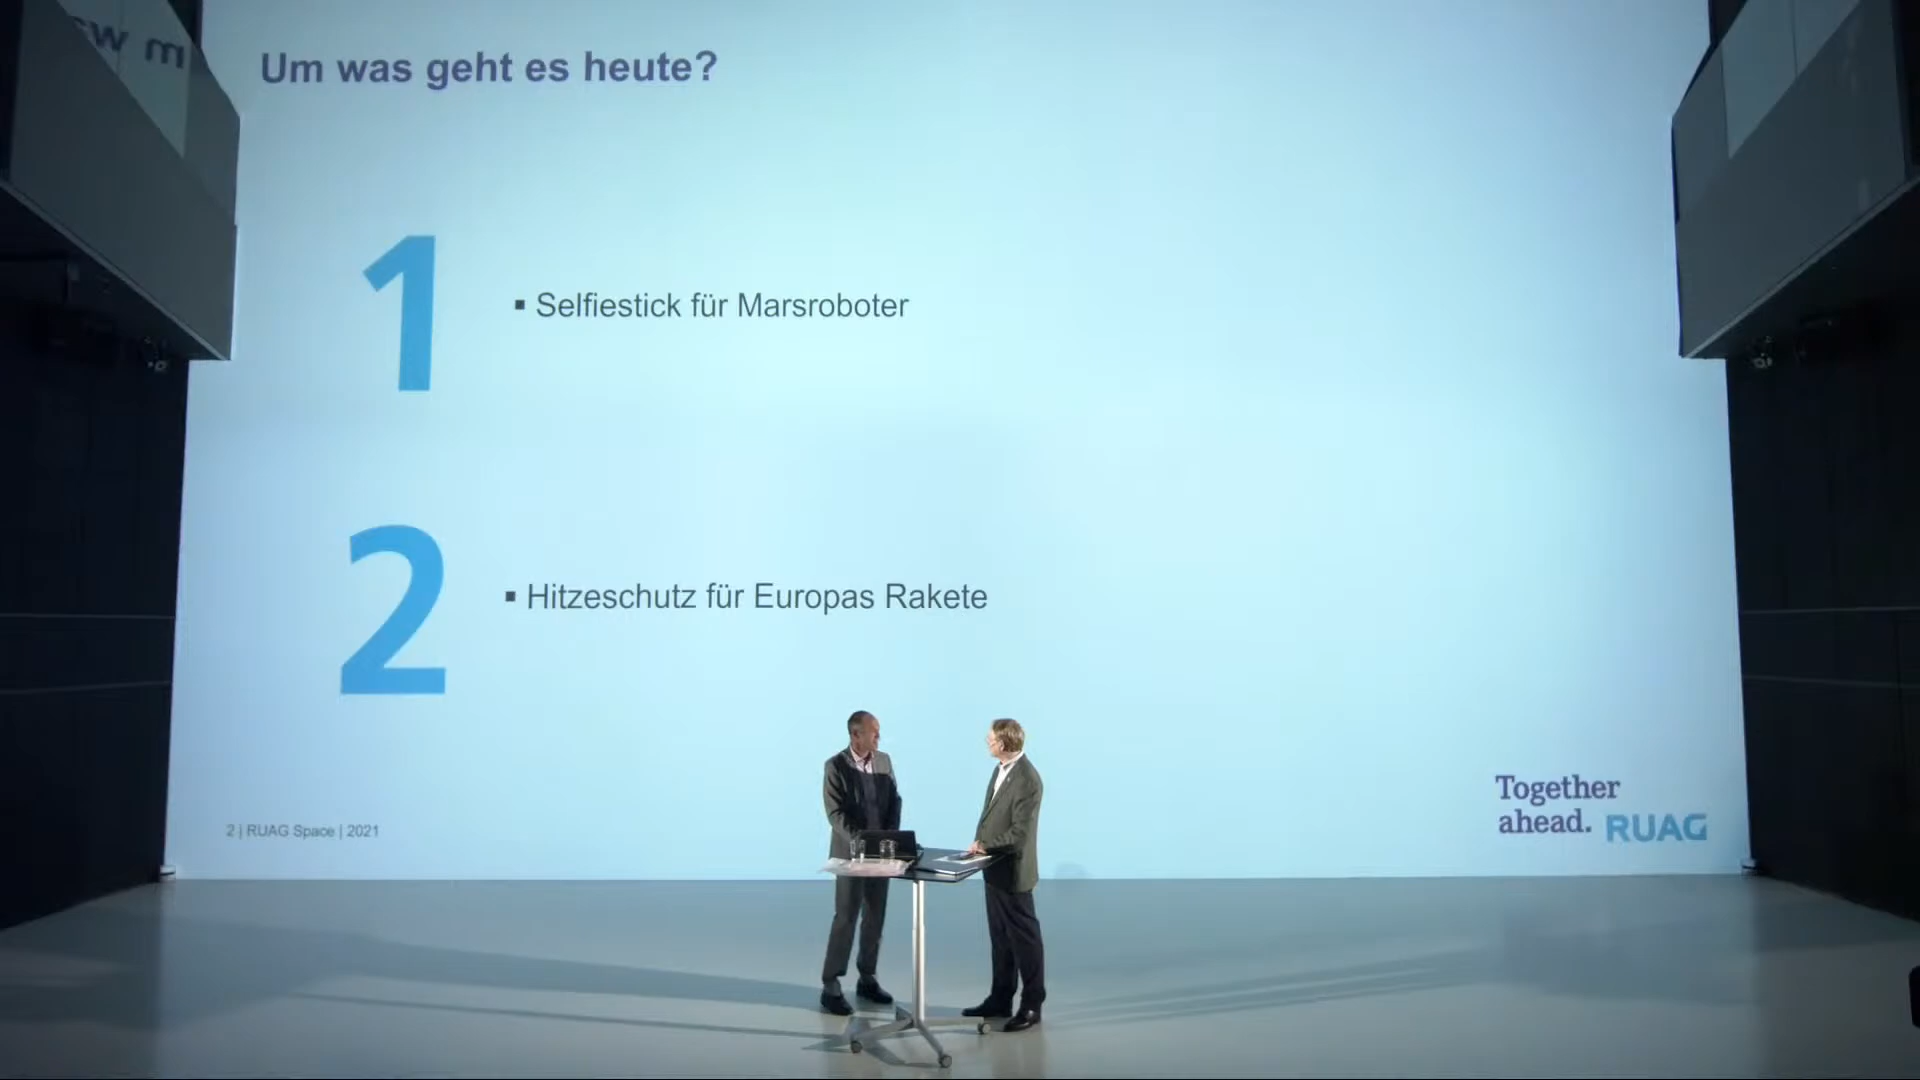 Um was geht es heute?
1
▪ Selfiestick für Marsroboter
2
▪ Hitzeschutz für Europas Rakete
2 | RUAG Space | 2021
Together
ahead. RUAG